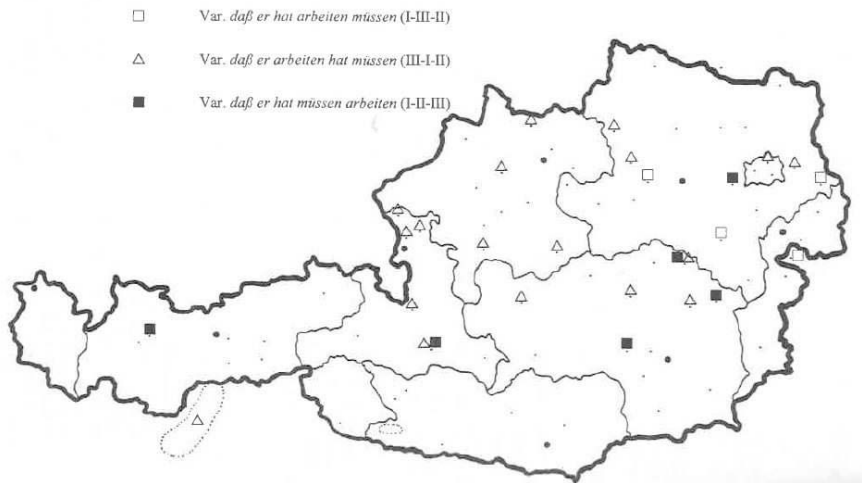 Var. daß er hat arbeiten müssen (I-III-II)
Var. daß er arbeiten hat müssen (III-I-II)
Var. daß er hat müssen arbeiten (I-II-III)